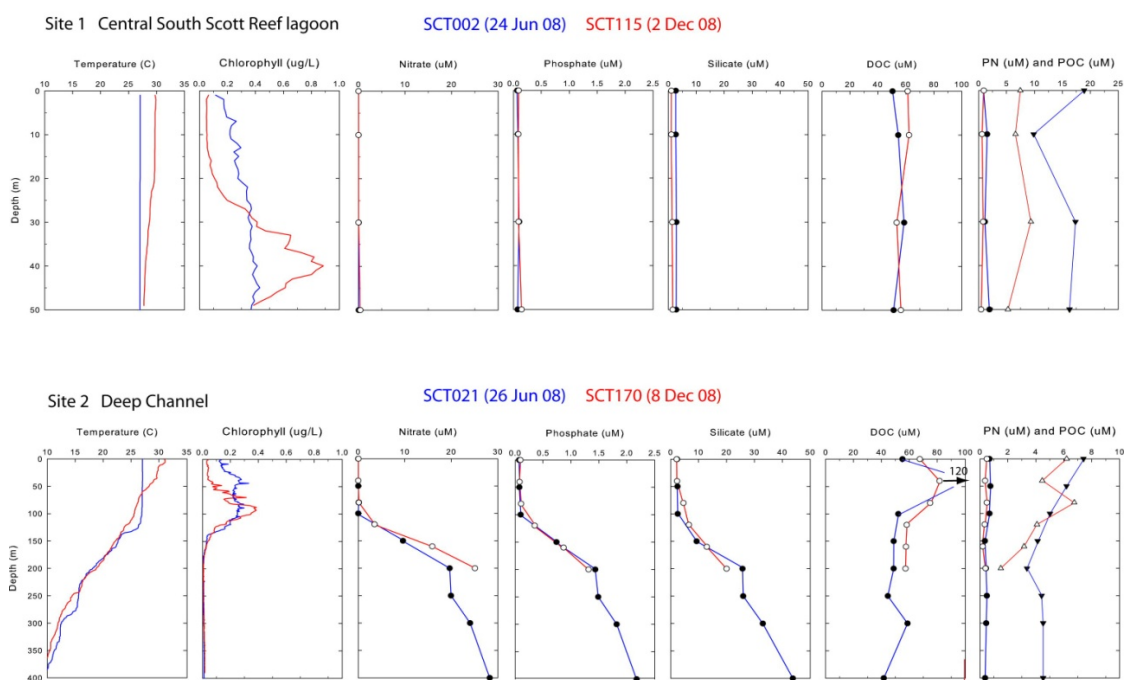 Site 1 Central South Scott Reef lagoon SCT002 (24 Jun 08) SCT115 (2 Dec 08)
Temperature (C) Chlorophyll (ug/L) Nitrate (uM) Phosphate (uM) Silicate (uM) DOC (uM) PN (uM) and POC (uM)
10 15 20 25 30 35 0.0 0.2 0.4 0.6 0.8 1.0 0 10 20 30 0.0 0.5 1.0 1.5 2.0 2.5 0 10 20 30 40 50 0 20 40 60 80 100 0 5 10 15 20 25
0
10
20
30
40
50
Depth (m)
Site 2 Deep Channel SCT021 (26 Jun 08) SCT170 (8 Dec 08)
Temperature (C) Chlorophyll (ug/L) Nitrate (uM) Phosphate (uM) Silicate (uM) DOC (uM) PN (uM) and POC (uM)
10 15 20 25 30 35 0.0 0.2 0.4 0.6 0.8 1.0 0 10 20 30 0.0 0.5 1.0 1.5 2.0 2.5 0 10 20 30 40 50 0 20 40 60 80 100 0 2 4 6 8 10
0
50
100
150
200
250
300
350
400
Depth (m)
120